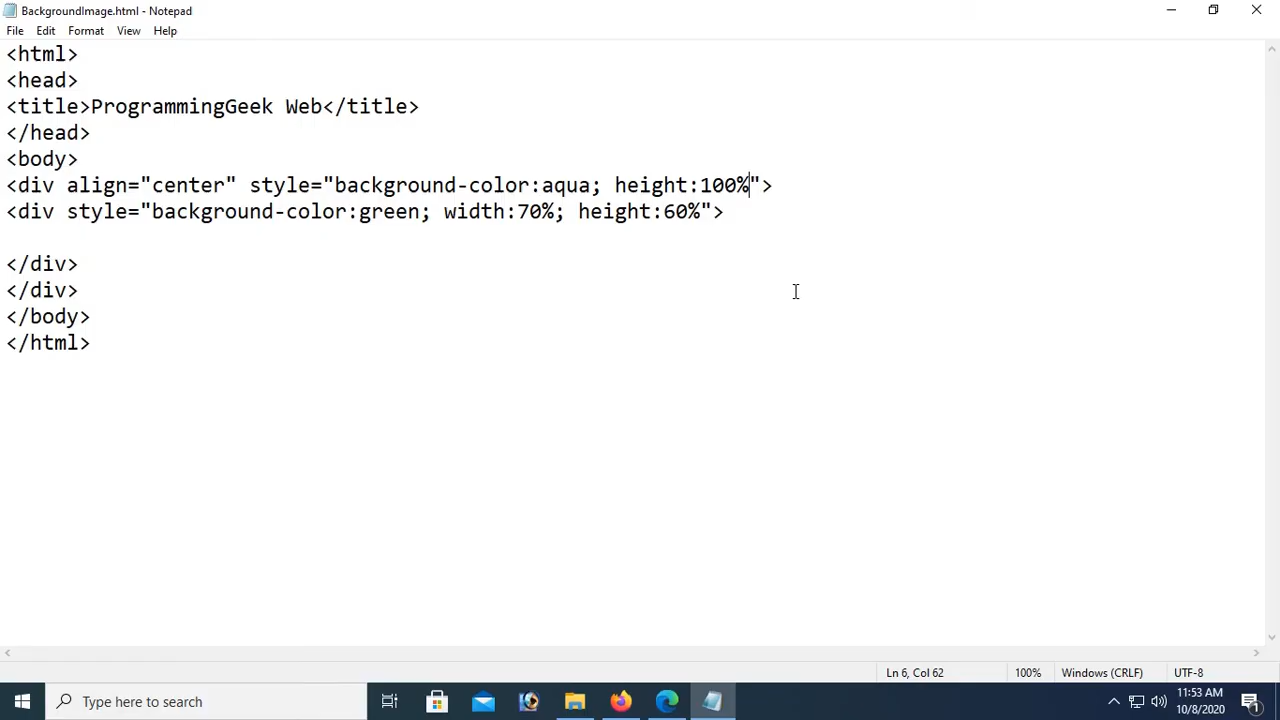 BackgroundImage.html - Notepad
File Edit Format View Help
<html>
<head>
<title>ProgrammingGeek Web</title>
</head>
<body>
<div align="center" style="background-color:aqua; height:100%">
<div style="background-color:green; width:70%; height:60%">
</div>
</div>
</body>
</html>
Ln 6, Col 62 100% Windows (CRLF) UTF-8
Type here to search
11:53 AM
10/8/2020
1